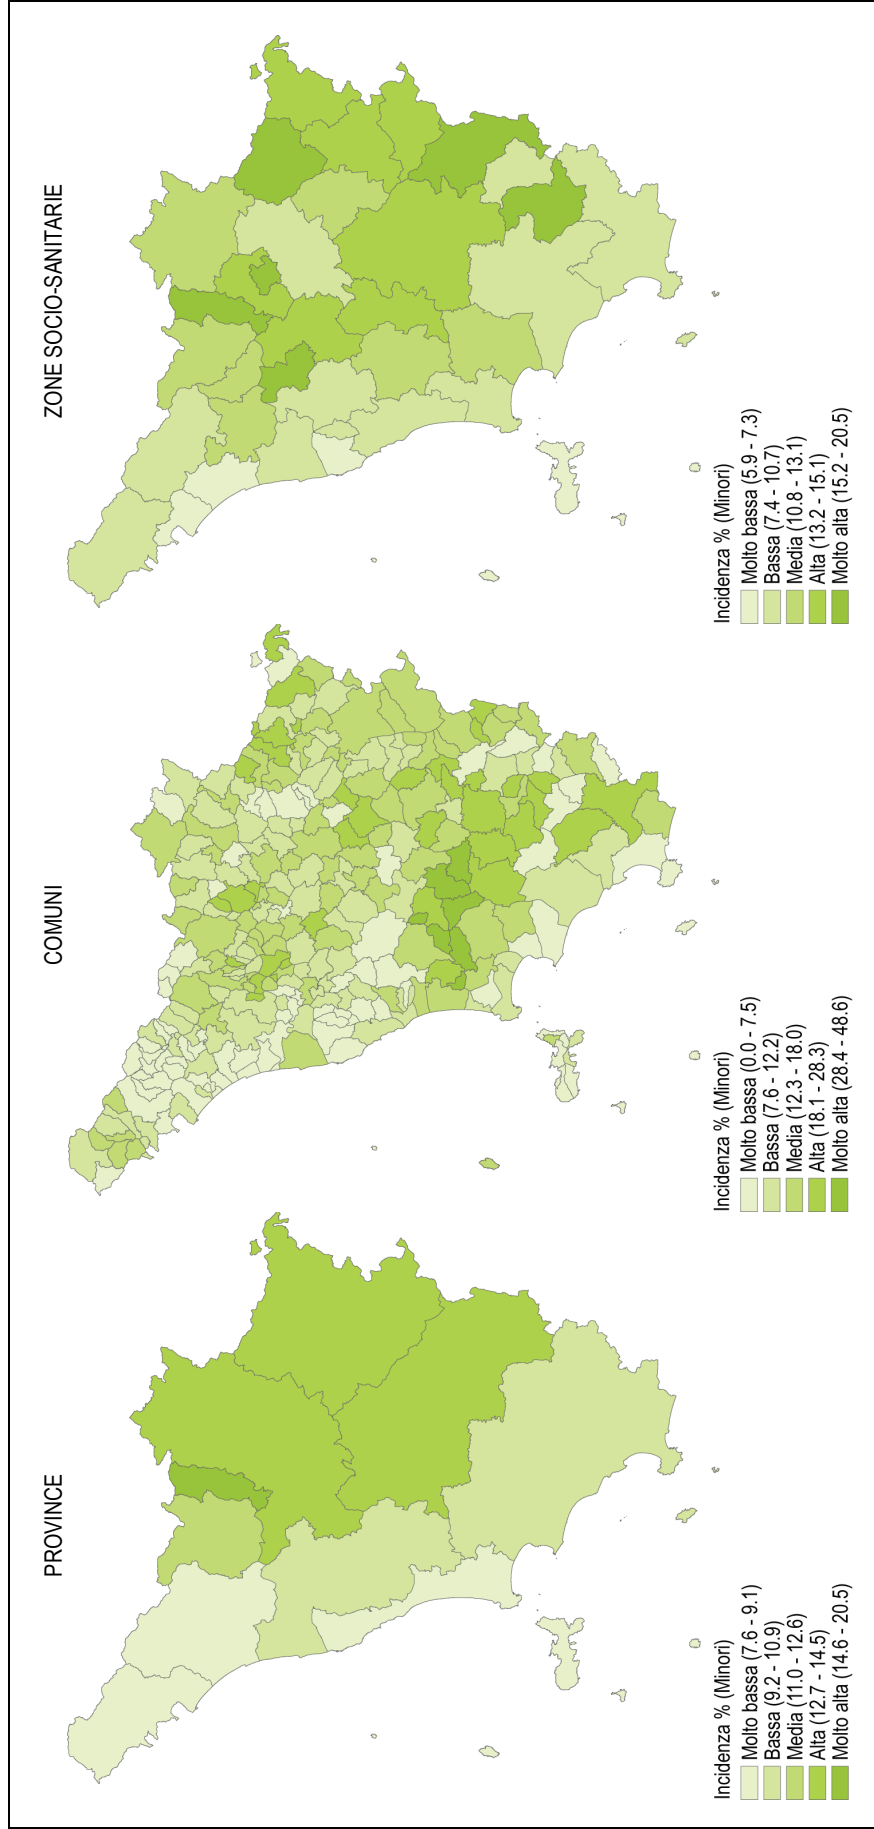 PROVINCE
Incidenza % (Minori)
Molto bassa (7.6 - 9.1)
Bassa (9.2 - 10.9)
Media (11.0 - 12.6)
Alta (12.7 - 14.5)
Molto alta (14.6 - 20.5)
COMUNI
Incidenza % (Minori)
Molto bassa (0.0 - 7.5)
Bassa (7.6 - 12.2)
Media (12.3 - 18.0)
Alta (18.1 - 28.3)
Molto alta (28.4 - 48.6)
ZONE SOCIO-SANITARIE
Incidenza % (Minori)
Molto bassa (5.9 - 7.3)
Bassa (7.4 - 10.7)
Media (10.8 - 13.1)
Alta (13.2 - 15.1)
Molto alta (15.2 - 20.5)